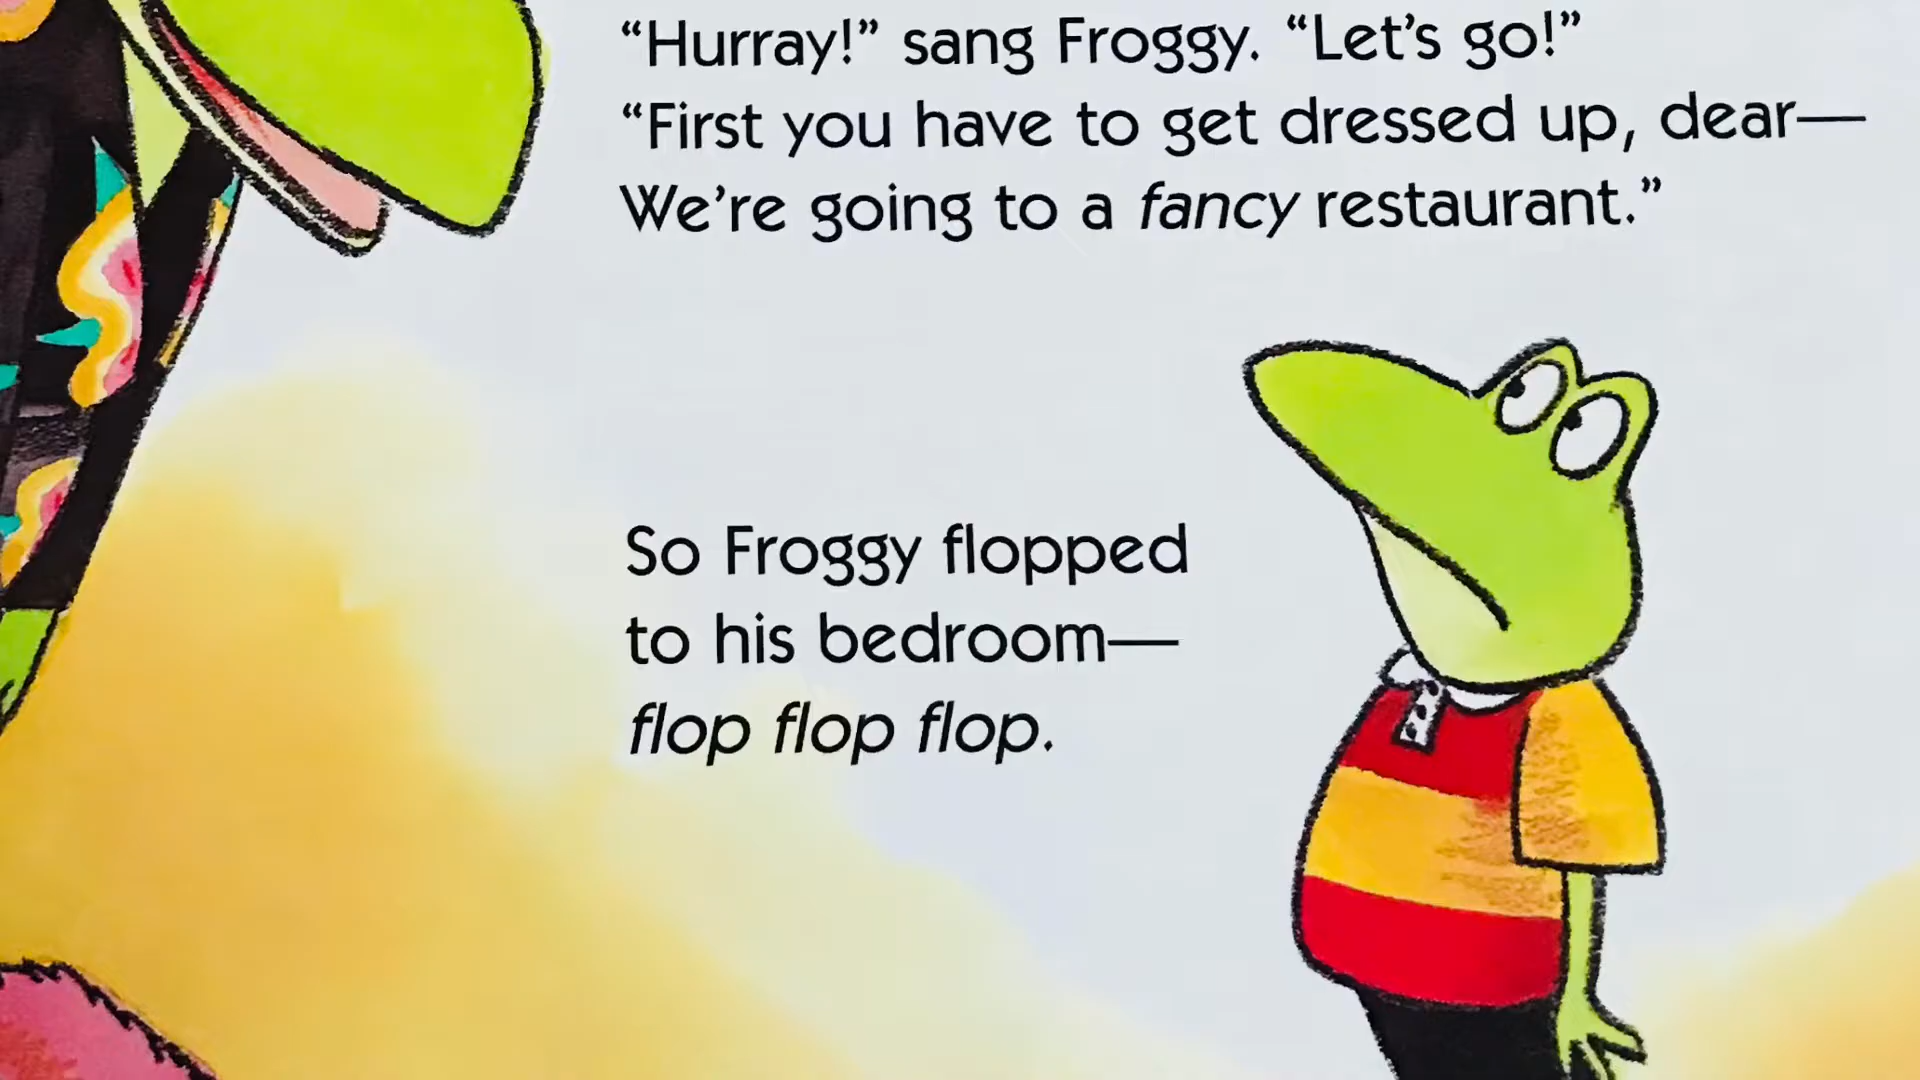 “Hurray!” sang Froggy. “Let’s go!”
“First you have to get dressed up, dear—
We’re going to a fancy restaurant.”
So Froggy flopped
to his bedroom—
flop flop flop.